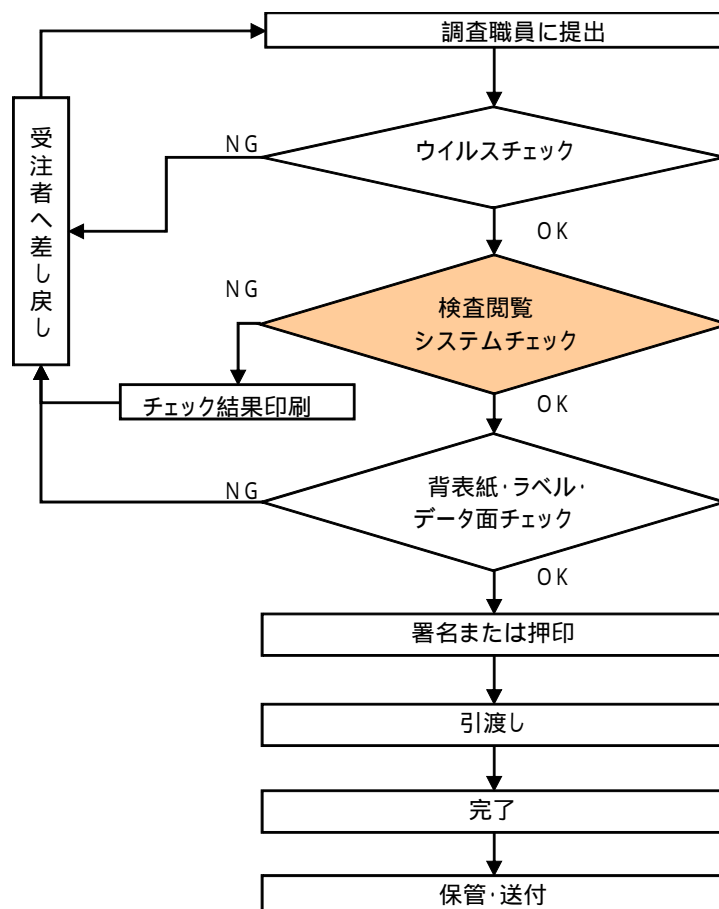 調査職員に提出
受注者へ差し戻し
NG
ウイルスチェック
OK
NG
検査閲覧
システムチェック
チェック結果印刷
OK
NG
背表紙・ラベル・
データ面チェック
OK
署名または押印
引渡し
完了
保管・送付